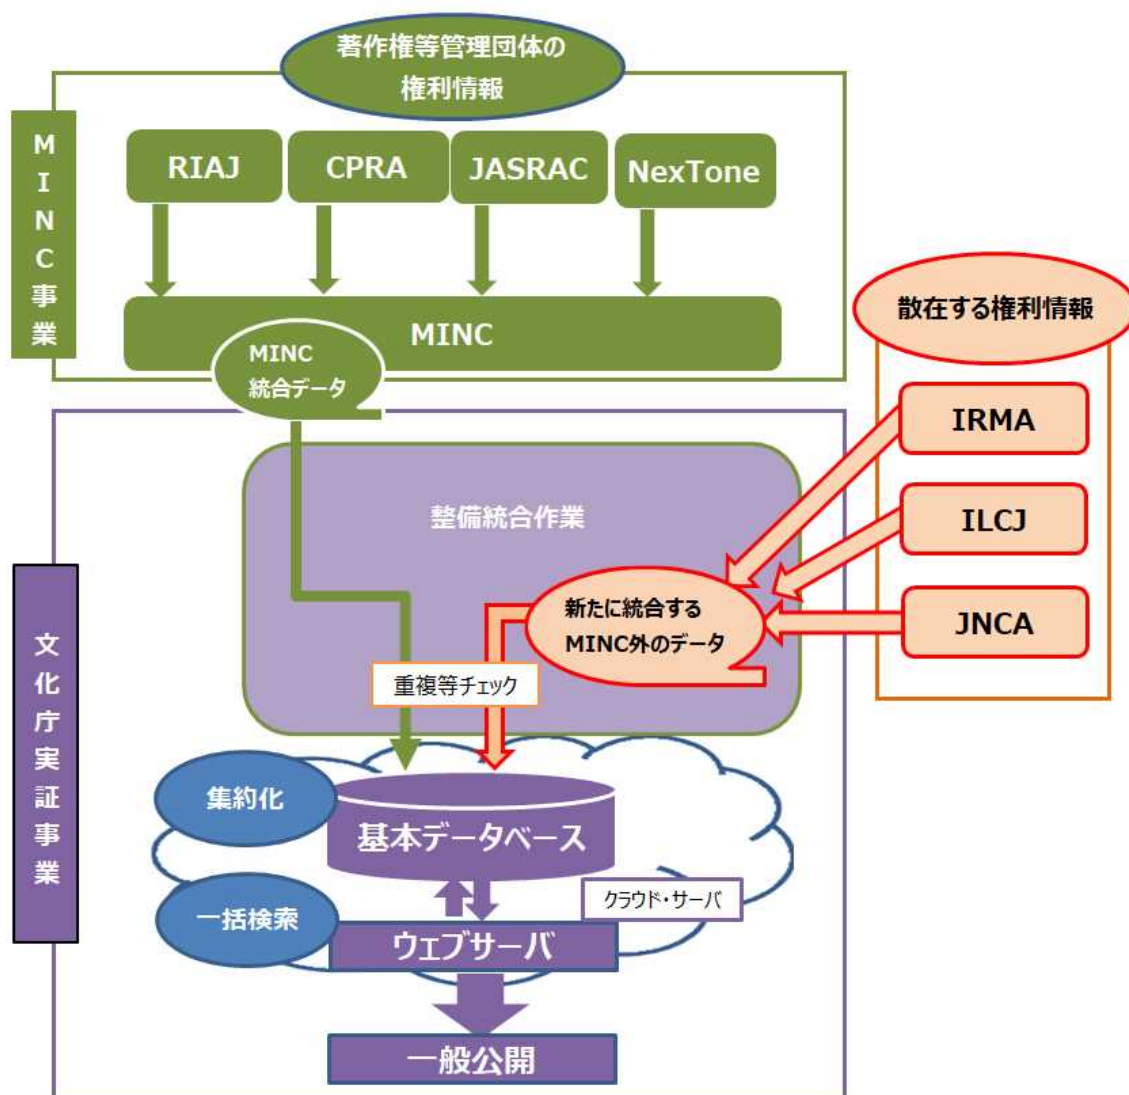 著作権等管理団体の
権利情報
MINC事業
RIAJ
CPRA
JASRAC
NexTone
MINC
MINC
統合データ
散在する権利情報
IRMA
ILCJ
JNCA
文化庁実証事業
整備統合作業
新たに統合する
MINC外のデータ
重複等チェック
集約化
基本データベース
クラウド・サーバ
一括検索
ウェブサーバ
一般公開